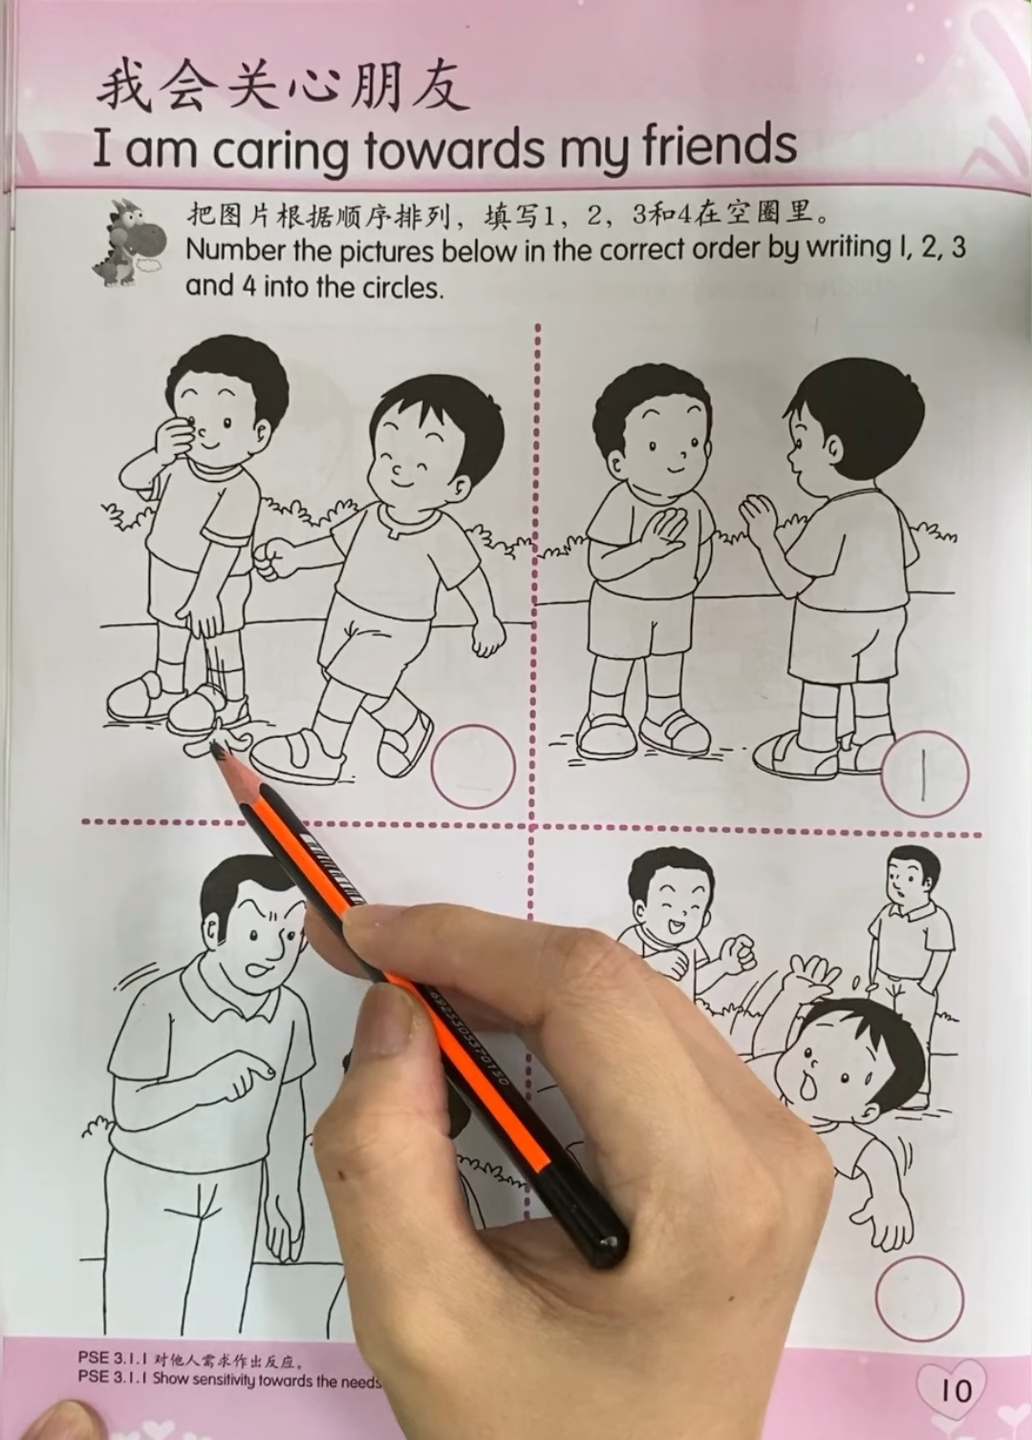 我会关心朋友
I am caring towards my friends
把图片根据顺序排列，填写1，2，3和4在空圈里。
Number the pictures below in the correct order by writing 1, 2, 3
and 4 into the circles.
1
6923305370150
PSE 3.1.1 对他人需求作出反应。
PSE 3.1.1 Show sensitivity towards the needs
10